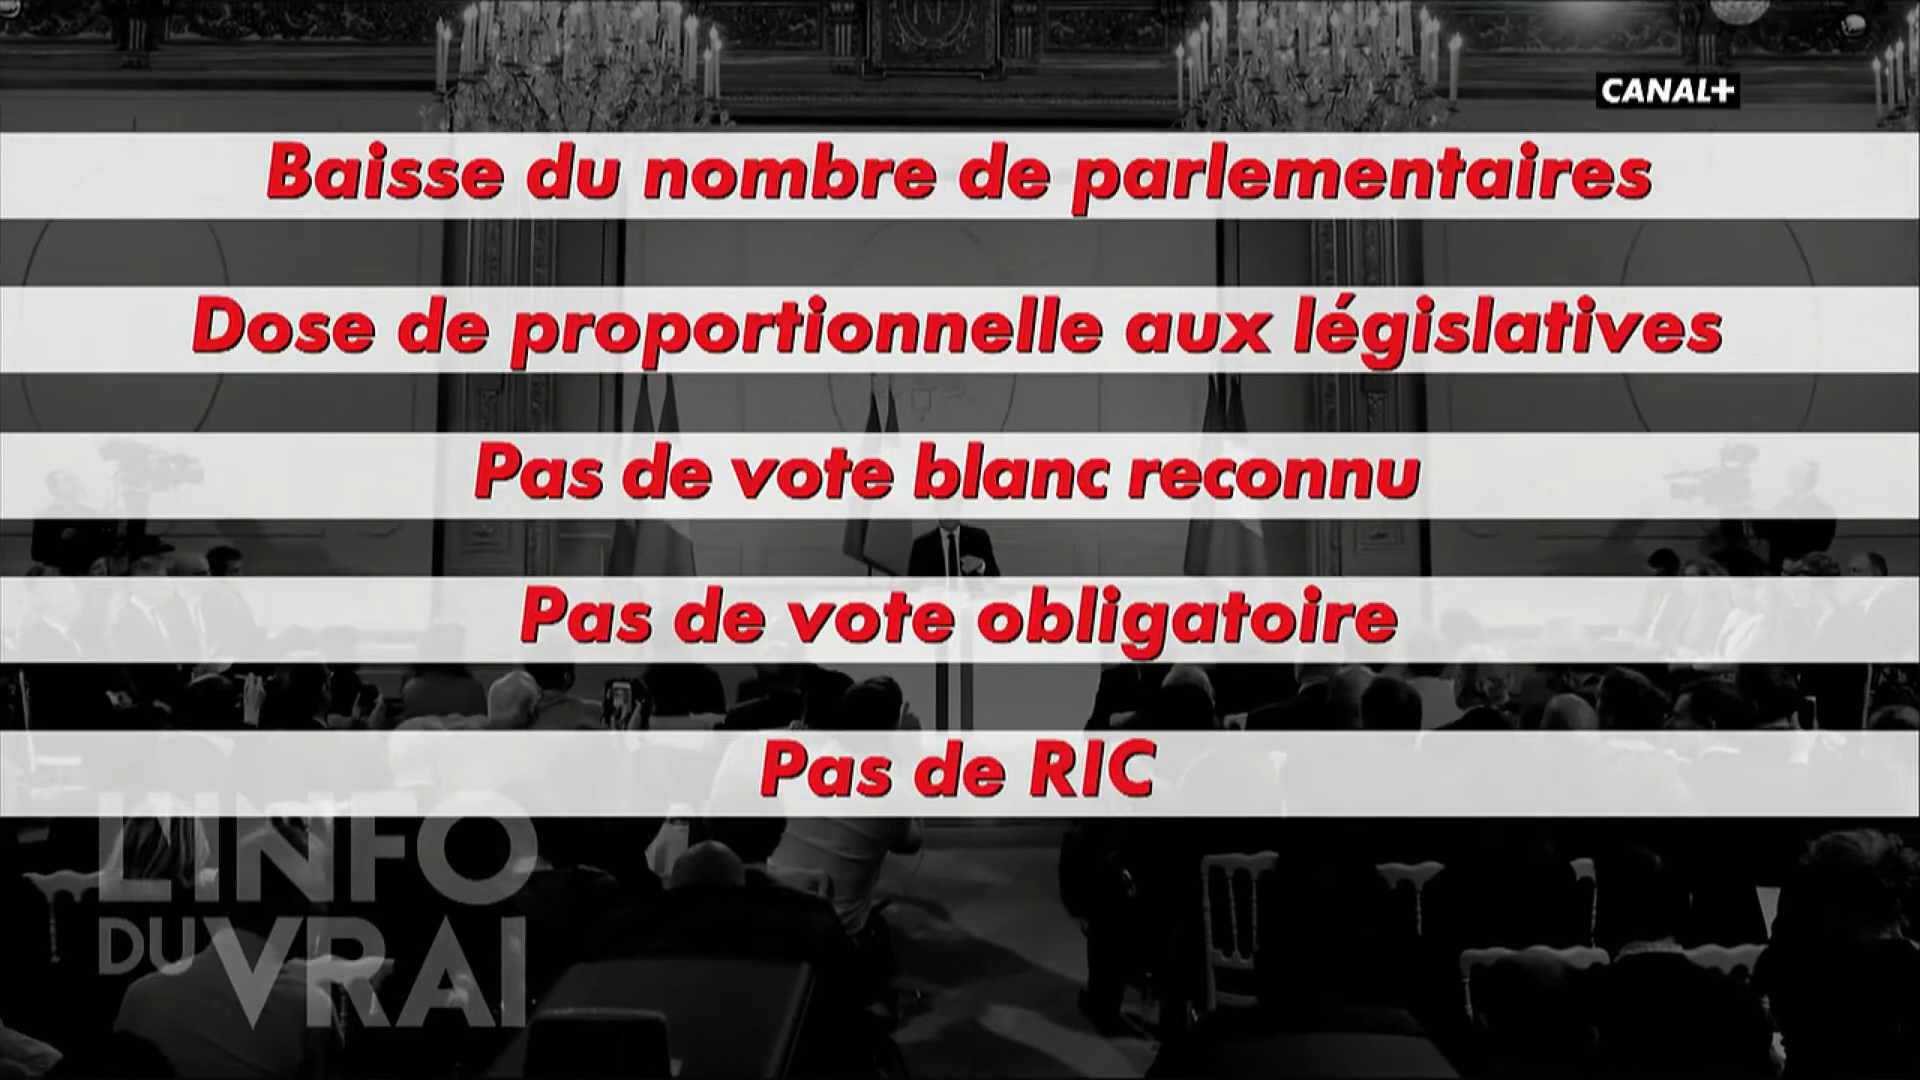 CANAL+
Baisse du nombre de parlementaires
Dose de proportionnelle aux législatives
Pas de vote blanc reconnu
Pas de vote obligatoire
Pas de RIC
L'INFO
DU VRAI